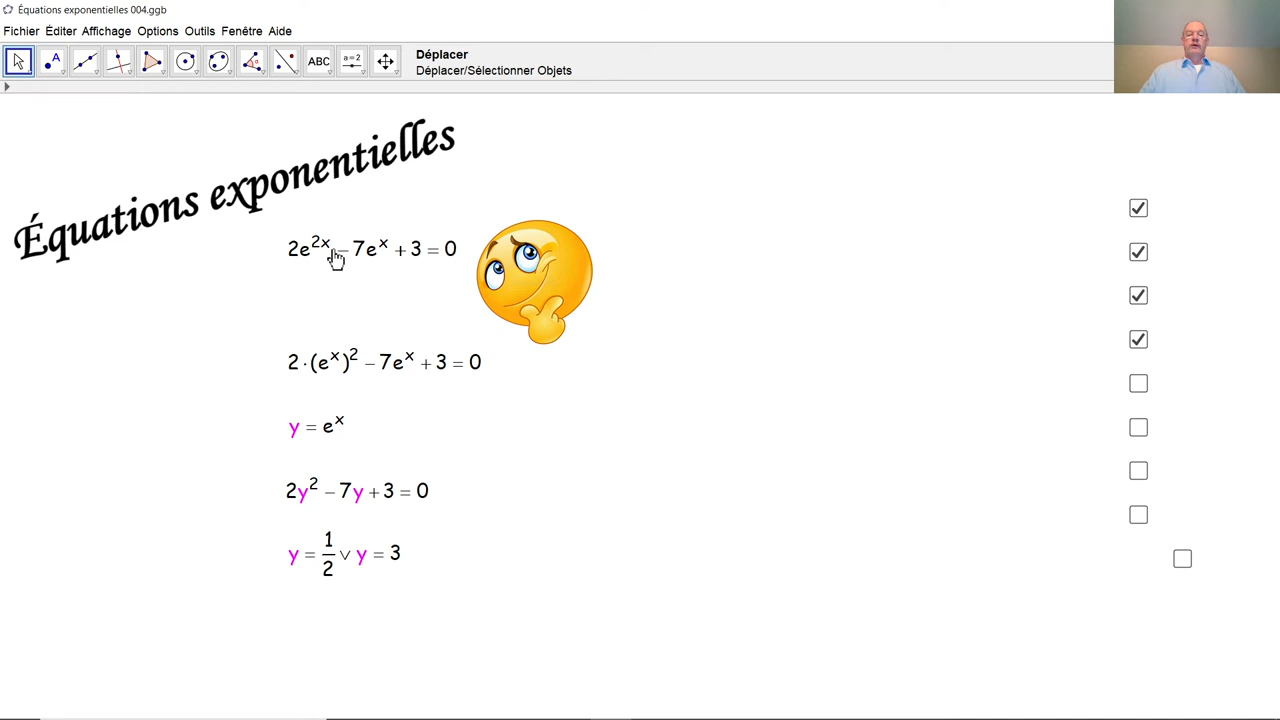 Équations exponentielles 004.ggb
Fichier Éditer Affichage Options Outils Fenêtre Aide
ABC a=2 Déplacer
Déplacer/Sélectionner Objets
Équations exponentielles
2e^{2x} − 7e^x + 3 = 0
2·(e^x)^2 − 7e^x + 3 = 0
y = e^x
2y^2 − 7y + 3 = 0
y = 1/2 ∨ y = 3